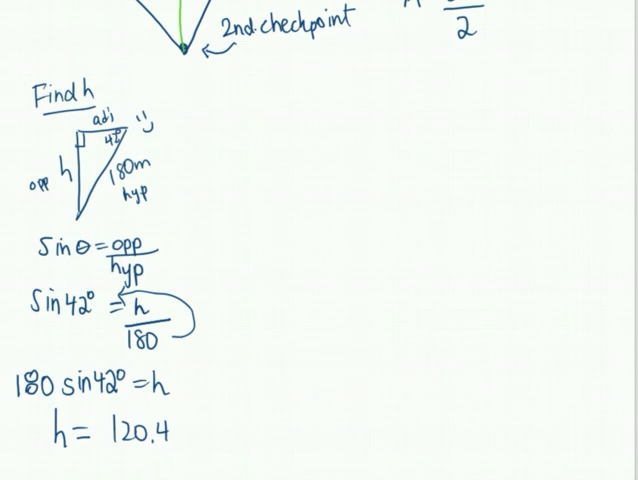 2nd checkpoint
2
Find h
adj
42°
opp h
180m
hyp
Sin θ = opp
hyp
Sin 42° = h
180
180 sin 42° = h
h = 120.4